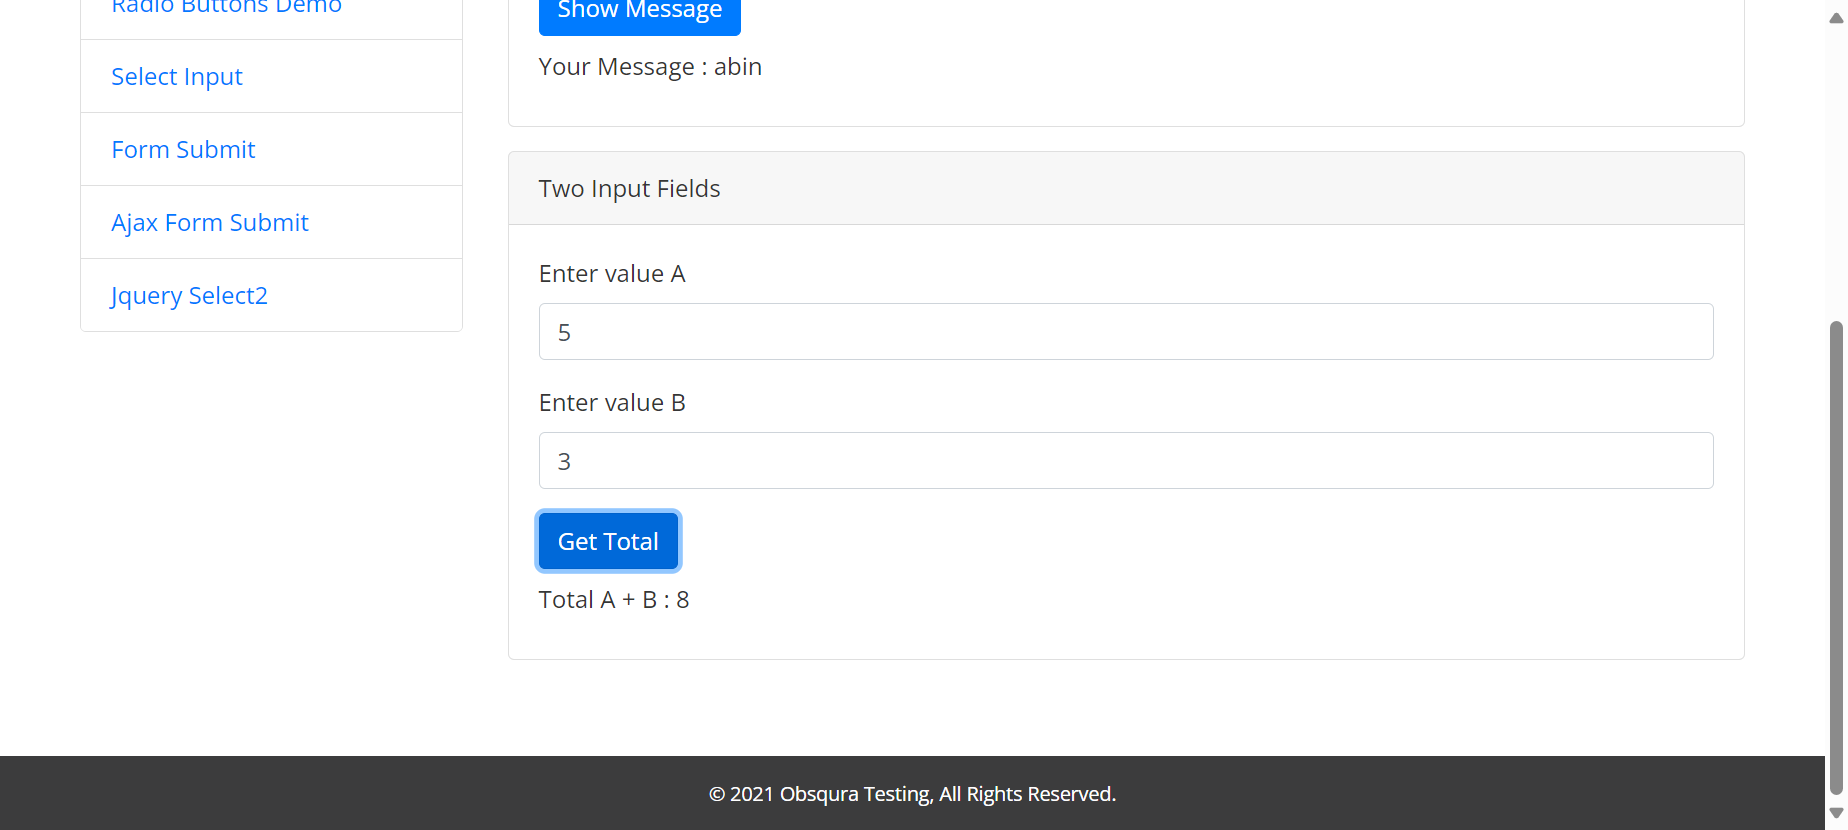 Radio Buttons Demo
Select Input
Form Submit
Ajax Form Submit
Jquery Select2
Show Message
Your Message : abin
Two Input Fields
Enter value A
5
Enter value B
3
Get Total
Total A + B : 8
© 2021 Obsqura Testing, All Rights Reserved.